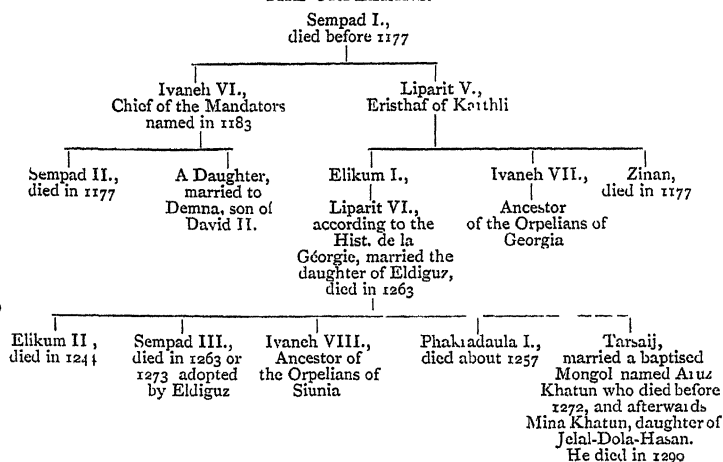 Sempad I.,
died before 1177
Ivaneh VI.,
Chief of the Mandators
named in 1183
Liparit V.,
Eristhaf of Karthli
Sempad II.,
died in 1177
A Daughter,
married to
Demna, son of
David II.
Elikum I.,
Liparit VI.,
according to the
Hist. de la
Géorgie, married the
daughter of Eldiguz,
died in 1263
Ivaneh VII.,
Ancestor
of the Orpelians of
Georgia
Zinan,
died in 1177
Elikum II.,
died in 1244
Sempad III.,
died in 1263 or
1273 adopted
by Eldiguz
Ivaneh VIII.,
Ancestor of
the Orpelians of
Siunia
Phakradaula I.,
died about 1257
Tarsaij,
married a baptised
Mongol named Aruz
Khatun who died before
1272, and afterwards
Mina Khatun, daughter of
Jelal-Dola-Hasan.
He died in 1290